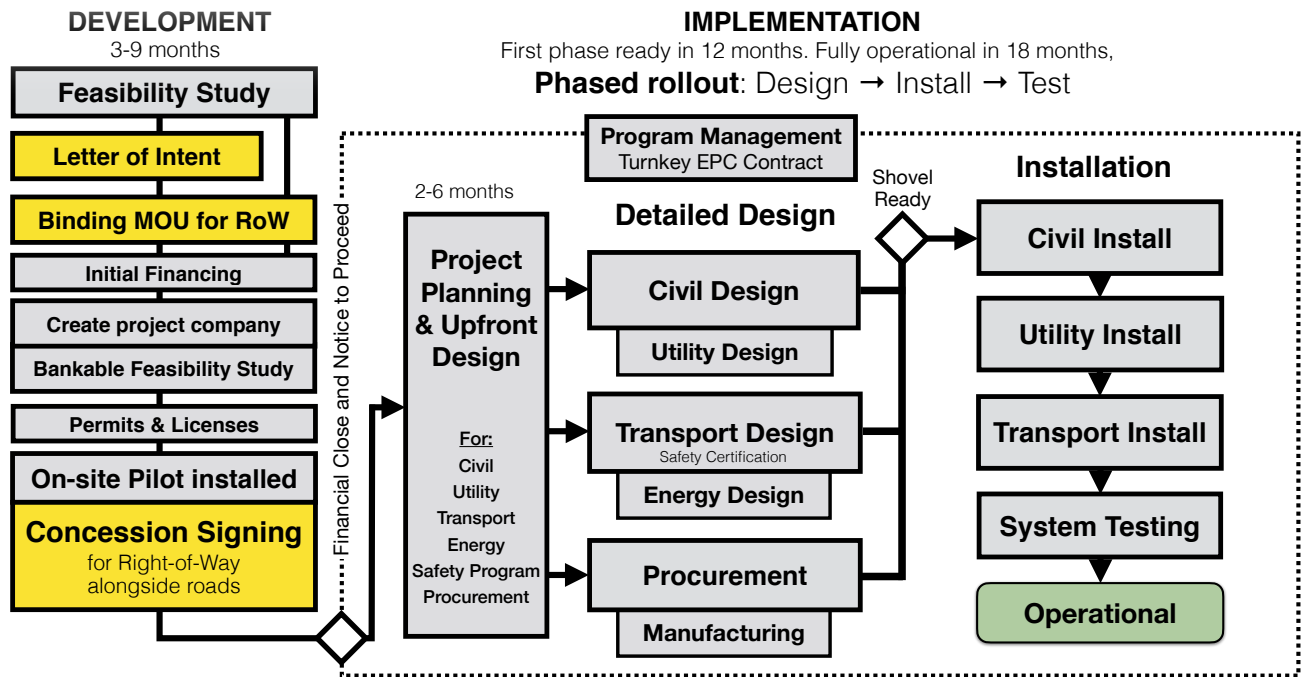 DEVELOPMENT
3-9 months
Feasibility Study
Letter of Intent
Binding MOU for RoW
Initial Financing
Create project company
Bankable Feasibility Study
Permits & Licenses
On-site Pilot installed
Concession Signing
for Right-of-Way
alongside roads
Financial Close and Notice to Proceed
IMPLEMENTATION
First phase ready in 12 months. Fully operational in 18 months,
Phased rollout: Design → Install → Test
Program Management
Turnkey EPC Contract
2-6 months
Project
Planning
& Upfront
Design
For:
Civil
Utility
Transport
Energy
Safety Program
Procurement
Detailed Design
Civil Design
Utility Design
Transport Design
Safety Certification
Energy Design
Procurement
Manufacturing
Shovel
Ready
Installation
Civil Install
Utility Install
Transport Install
System Testing
Operational